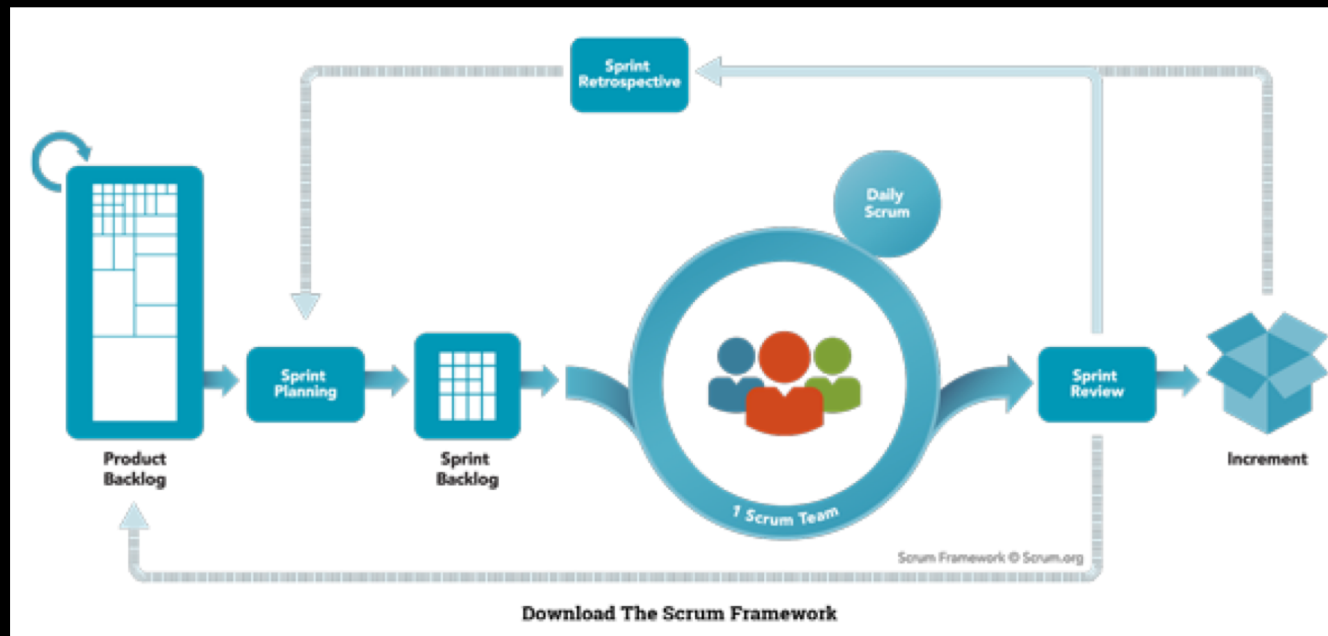 Sprint
Retrospective
Daily
Scrum
Sprint
Planning
Sprint
Review
Product
Backlog
Sprint
Backlog
Increment
1 Scrum Team
Scrum Framework © Scrum.org
Download The Scrum Framework